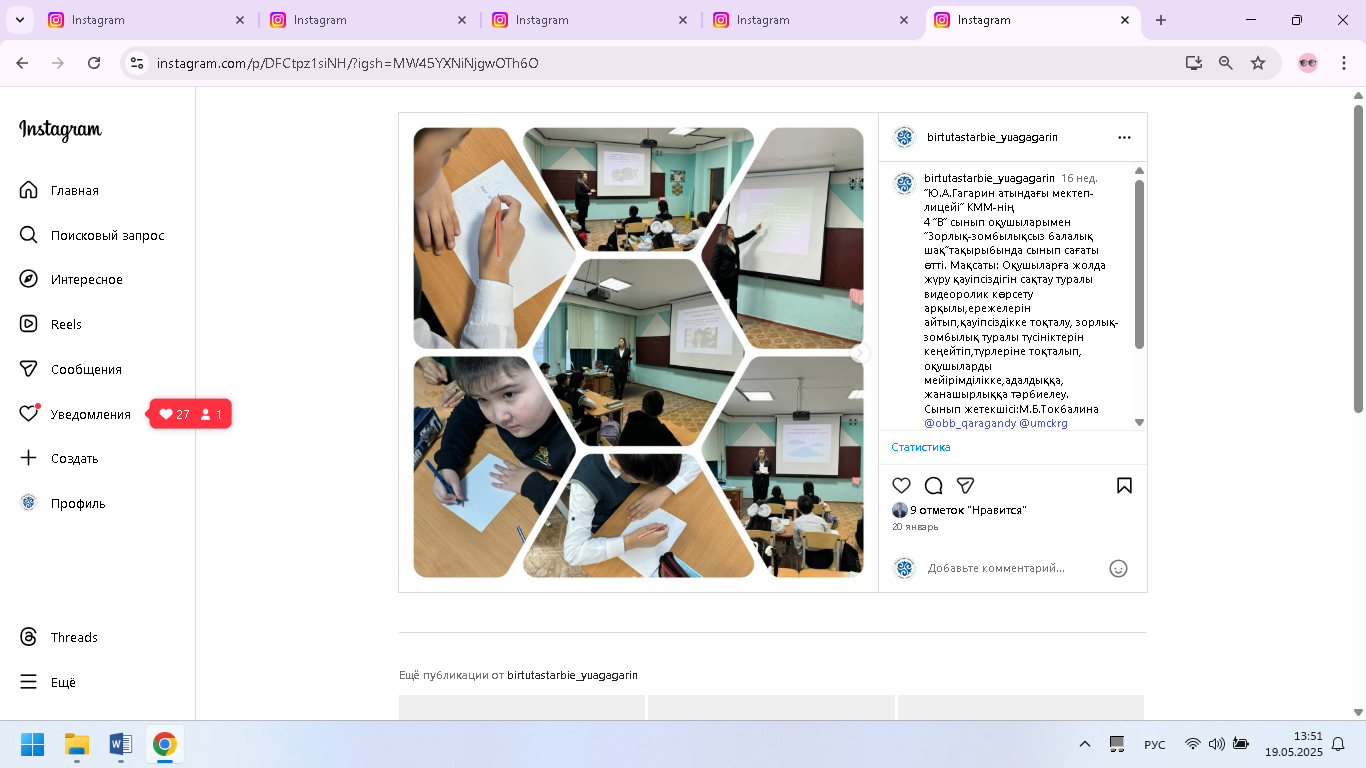 Instagram
Instagram
Instagram
Instagram
Instagram
instagram.com/p/DFCtpz1siNH/?igsh=MW45YXNiNjgwOTh6O
Instagram
Главная
Поисковый запрос
Интересное
Reels
Сообщения
Уведомления
27 1
Создать
Профиль
Threads
Ещё
birtutastarbie_yuagagarin
birtutastarbie_yuagagarin 16 нед.
"Ю.А.Гагарин атындағы мектеп-
лицейі" КММ-нің
4 "В" сынып оқушыларымен
"Зорлық-зомбылықсыз балалық
шақ"тақырыбында сынып сағаты
өтті. Мақсаты: Оқушыларға жолда
жүру қауіпсіздігін сақтау туралы
видеоролик көрсету
арқылы,ережелерін
айтып,қауіпсіздікке тоқталу, зорлық-
зомбылық туралы түсініктерін
кеңейтіп,түрлеріне тоқталып,
оқушыларды
мейірімділікке,адалдыққа,
жанашырлыққа тәрбиелеу.
Сынып жетекшісі:М.Б.Токбалина
@obb_qaragandy @umckrg
Статистика
9 отметок "Нравится"
20 январь
Добавьте комментарий...
Ещё публикации от birtutastarbie_yuagagarin
РУС
13:51
19.05.2025